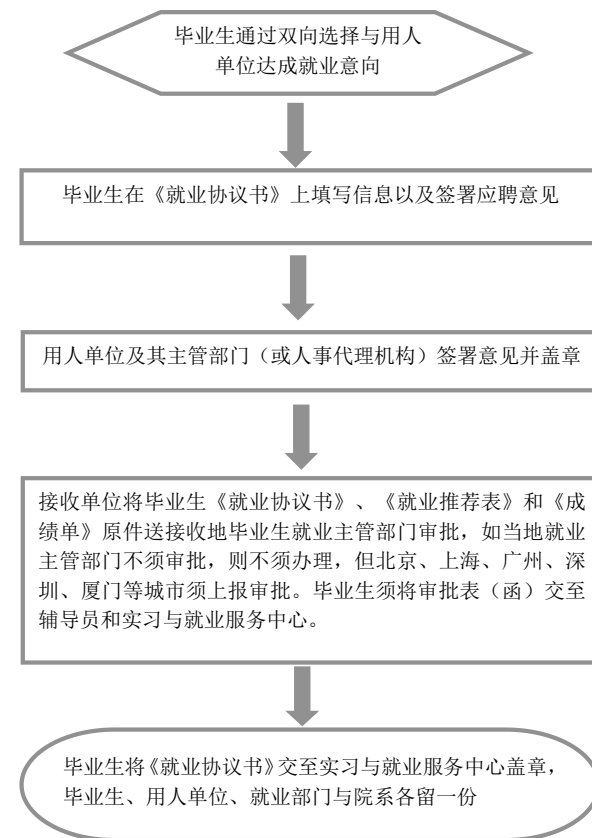 毕业生通过双向选择与用人
单位达成就业意向
毕业生在《就业协议书》上填写信息以及签署应聘意见
用人单位及其主管部门（或人事代理机构）签署意见并盖章
接收单位将毕业生《就业协议书》、《就业推荐表》和《成
绩单》原件送接收地毕业生就业主管部门审批，如当地就业
主管部门不须审批，则不须办理，但北京、上海、广州、深
圳、厦门等城市须上报审批。毕业生须将审批表（函）交至
辅导员和实习与就业服务中心。
毕业生将《就业协议书》交至实习与就业服务中心盖章，
毕业生、用人单位、就业部门与院系各留一份